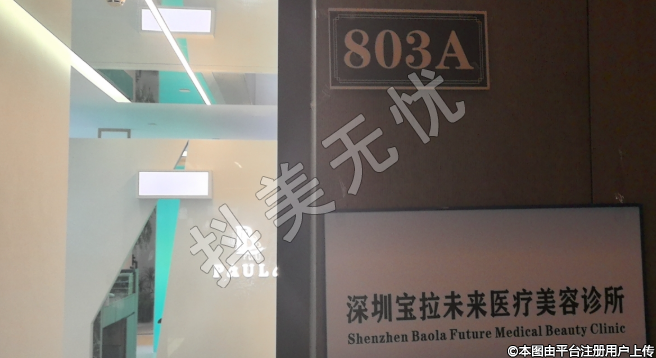 803A
抖美无忧
PAULA
深圳宝拉未来医疗美容诊所
Shenzhen Baola Future Medical Beauty Clinic
©本图由平台注册用户上传